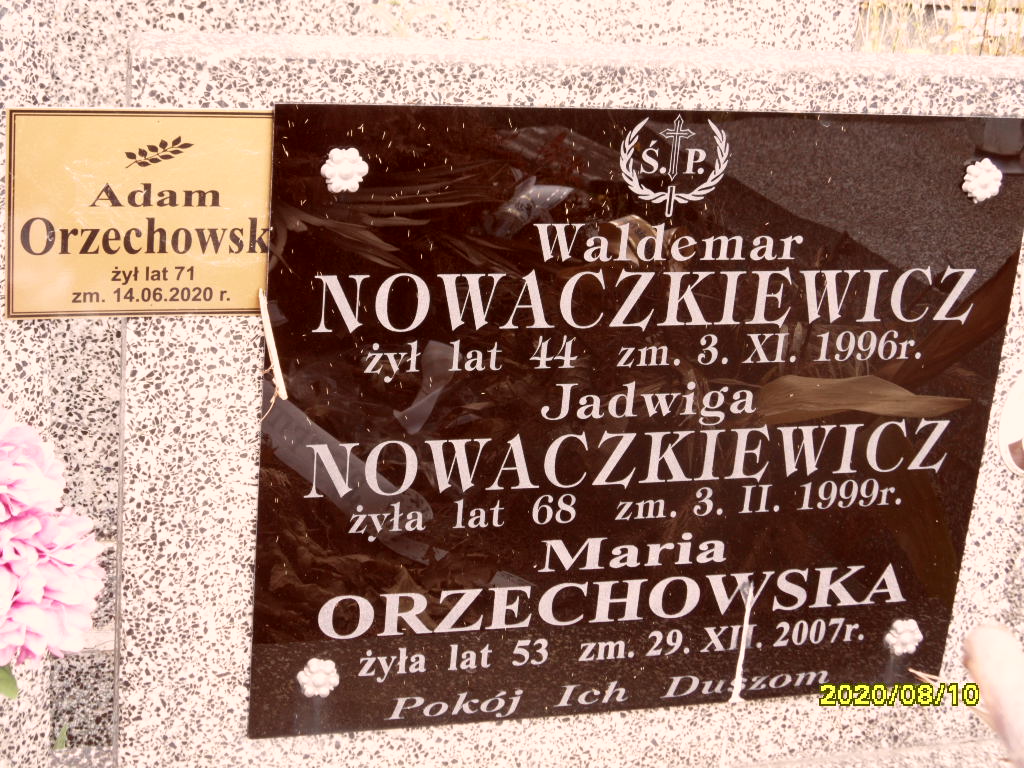 Adam
Orzechowsk
żył lat 71
zm. 14.06.2020 r.
Ś. P.
Waldemar
NOWACZKIEWICZ
żył lat 44 zm. 3. XI. 1996r.
Jadwiga
NOWACZKIEWICZ
żyła lat 68 zm. 3. II. 1999r.
Maria
ORZECHOWSKA
żyła lat 53 zm. 29. XII. 2007r.
Pokój Ich Duszom
2020/08/10